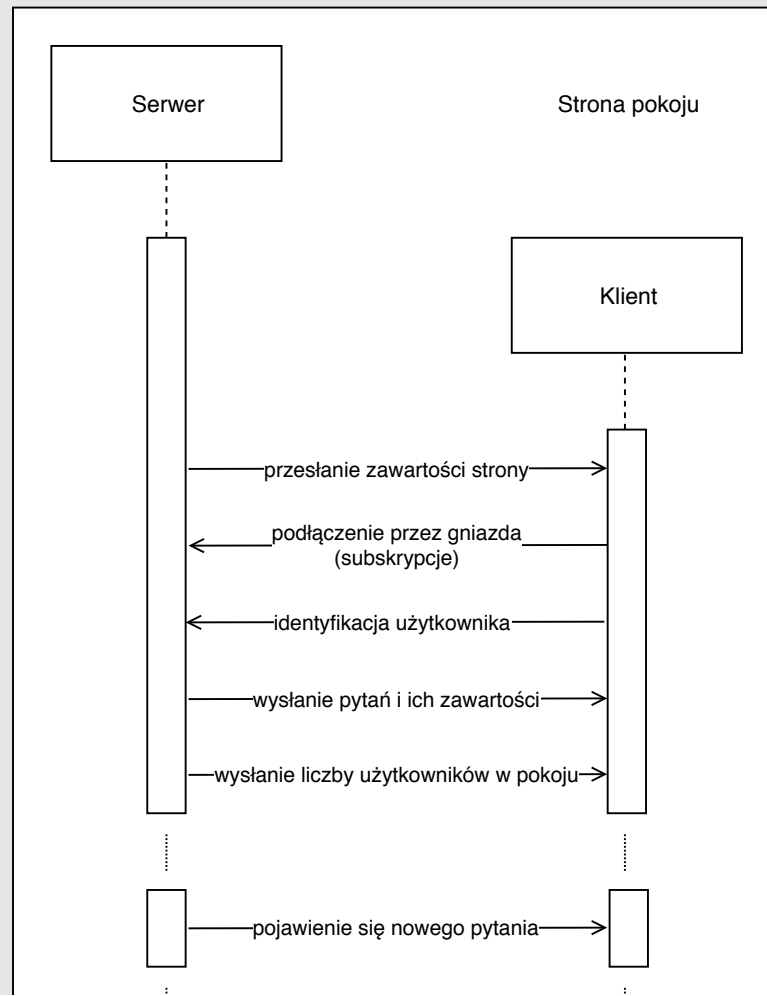 Serwer
Strona pokoju
Klient
przesłanie zawartości strony
podłączenie przez gniazda
(subskrypcje)
identyfikacja użytkownika
wysłanie pytań i ich zawartości
wysłanie liczby użytkowników w pokoju
pojawienie się nowego pytania